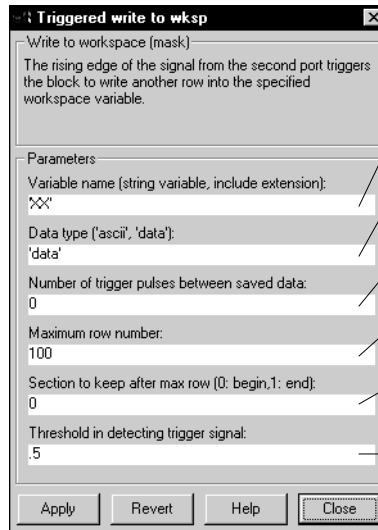 Triggered write to wksp
Write to workspace (mask)
The rising edge of the signal from the second port triggers
the block to write another row into the specified
workspace variable.
Parameters
Variable name (string variable, include extension):
'XX'
Data type ('ascii', 'data'):
'data'
Number of trigger pulses between saved data:
0
Maximum row number:
100
Section to keep after max row (0: begin,1: end):
0
Threshold in detecting trigger signal:
.5
Apply
Revert
Help
Close